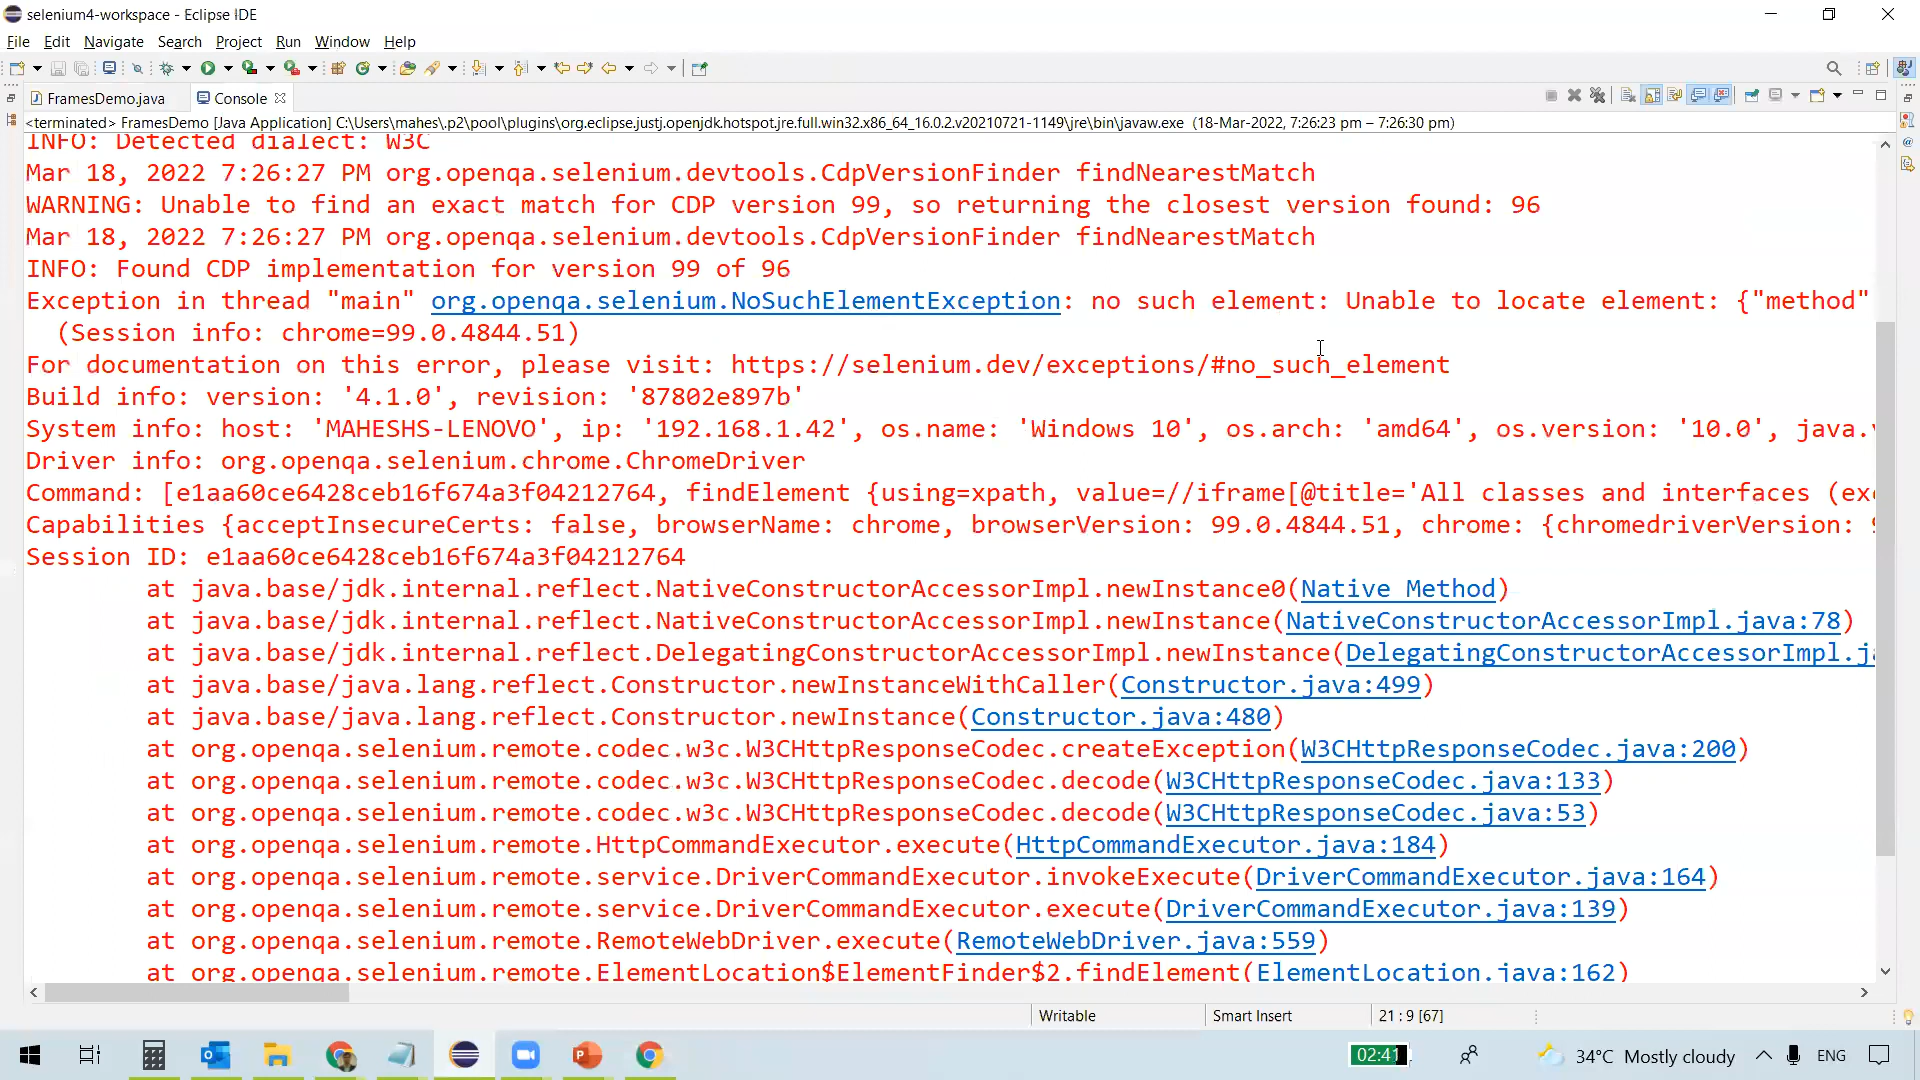 selenium4-workspace - Eclipse IDE
File Edit Navigate Search Project Run Window Help
FramesDemo.java Console
<terminated> FramesDemo [Java Application] C:\Users\mahes\.p2\pool\plugins\org.eclipse.justj.openjdk.hotspot.jre.full.win32.x86_64_16.0.2.v20210721-1149\jre\bin\javaw.exe (18-Mar-2022, 7:26:23 pm – 7:26:30 pm)
INFO: Detected dialect: W3C
Mar 18, 2022 7:26:27 PM org.openqa.selenium.devtools.CdpVersionFinder findNearestMatch
WARNING: Unable to find an exact match for CDP version 99, so returning the closest version found: 96
Mar 18, 2022 7:26:27 PM org.openqa.selenium.devtools.CdpVersionFinder findNearestMatch
INFO: Found CDP implementation for version 99 of 96
Exception in thread "main" org.openqa.selenium.NoSuchElementException: no such element: Unable to locate element: {"method"
(Session info: chrome=99.0.4844.51)
For documentation on this error, please visit: https://selenium.dev/exceptions/#no_such_element
Build info: version: '4.1.0', revision: '87802e897b'
System info: host: 'MAHESHS-LENOVO', ip: '192.168.1.42', os.name: 'Windows 10', os.arch: 'amd64', os.version: '10.0', java.
Driver info: org.openqa.selenium.chrome.ChromeDriver
Command: [e1aa60ce6428ceb16f674a3f04212764, findElement {using=xpath, value=//iframe[@title='All classes and interfaces (ex
Capabilities {acceptInsecureCerts: false, browserName: chrome, browserVersion: 99.0.4844.51, chrome: {chromedriverVersion:
Session ID: e1aa60ce6428ceb16f674a3f04212764
at java.base/jdk.internal.reflect.NativeConstructorAccessorImpl.newInstance0(Native Method)
at java.base/jdk.internal.reflect.NativeConstructorAccessorImpl.newInstance(NativeConstructorAccessorImpl.java:78)
at java.base/jdk.internal.reflect.DelegatingConstructorAccessorImpl.newInstance(DelegatingConstructorAccessorImpl.j
at java.base/java.lang.reflect.Constructor.newInstanceWithCaller(Constructor.java:499)
at java.base/java.lang.reflect.Constructor.newInstance(Constructor.java:480)
at org.openqa.selenium.remote.codec.w3c.W3CHttpResponseCodec.createException(W3CHttpResponseCodec.java:200)
at org.openqa.selenium.remote.codec.w3c.W3CHttpResponseCodec.decode(W3CHttpResponseCodec.java:133)
at org.openqa.selenium.remote.codec.w3c.W3CHttpResponseCodec.decode(W3CHttpResponseCodec.java:53)
at org.openqa.selenium.remote.HttpCommandExecutor.execute(HttpCommandExecutor.java:184)
at org.openqa.selenium.remote.service.DriverCommandExecutor.invokeExecute(DriverCommandExecutor.java:164)
at org.openqa.selenium.remote.service.DriverCommandExecutor.execute(DriverCommandExecutor.java:139)
at org.openqa.selenium.remote.RemoteWebDriver.execute(RemoteWebDriver.java:559)
at org.openqa.selenium.remote.ElementLocation$ElementFinder$2.findElement(ElementLocation.java:162)
Writable Smart Insert 21 : 9 [67]
02:41 34°C Mostly cloudy ENG